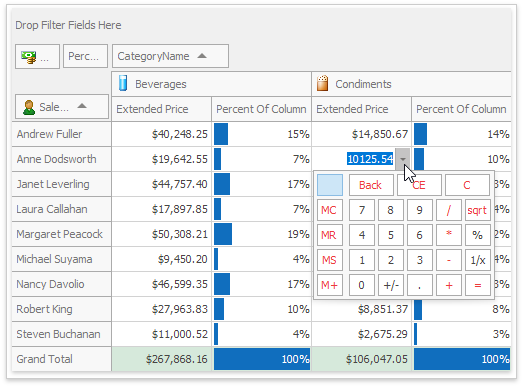 Drop Filter Fields Here
... Perc... CategoryName
Beverages Condiments
Sale... Extended Price Percent Of Column Extended Price Percent Of Column
Andrew Fuller $40,248.25 15% $14,850.67 14%
Anne Dodsworth $19,642.55 7% 10125.54 10%
Janet Leverling $44,757.40 17% Back CE C 3%
Laura Callahan $17,897.85 7% MC 7 8 9 / sqrt
Margaret Peacock $50,308.21 19% MR 4 5 6 * %
Michael Suyama $9,450.20 4% MS 1 2 3 - 1/x 4%
Nancy Davolio $46,599.35 17% M+ 0 +/- . + =
Robert King $27,963.83 10% $8,851.37 8%
Steven Buchanan $11,000.52 4% $2,675.29 3%
Grand Total $267,868.16 100% $106,047.05 100%